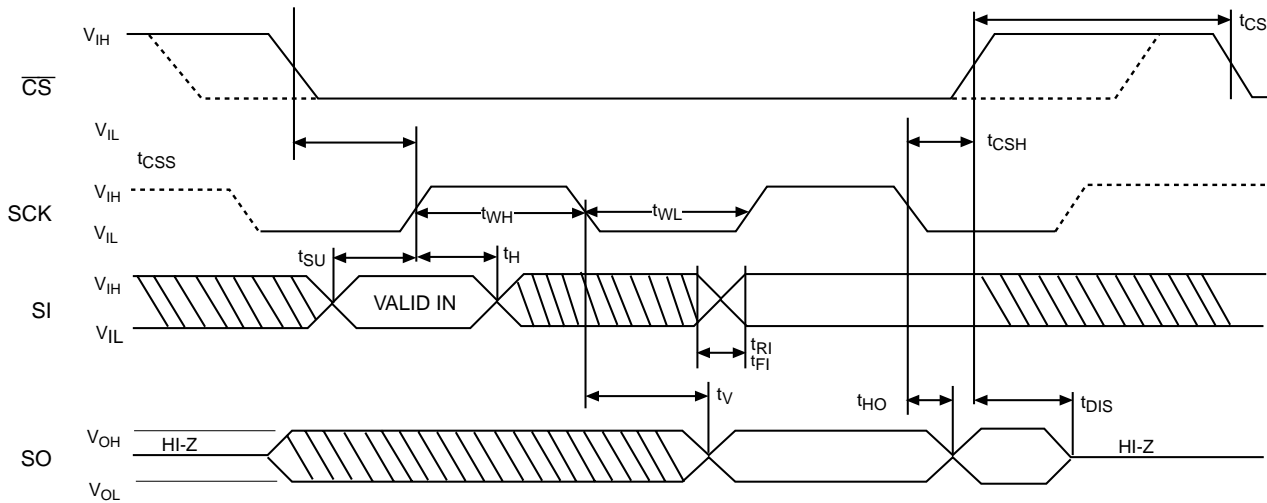 tCS
VIH
CS
VIL
tCSH
tCSS
VIH
SCK
tWH
tWL
VIL
tSU
tH
VIH
SI
VALID IN
VIL
tRI
tFI
tV
tHO
tDIS
VOH
HI-Z
HI-Z
SO
VOL